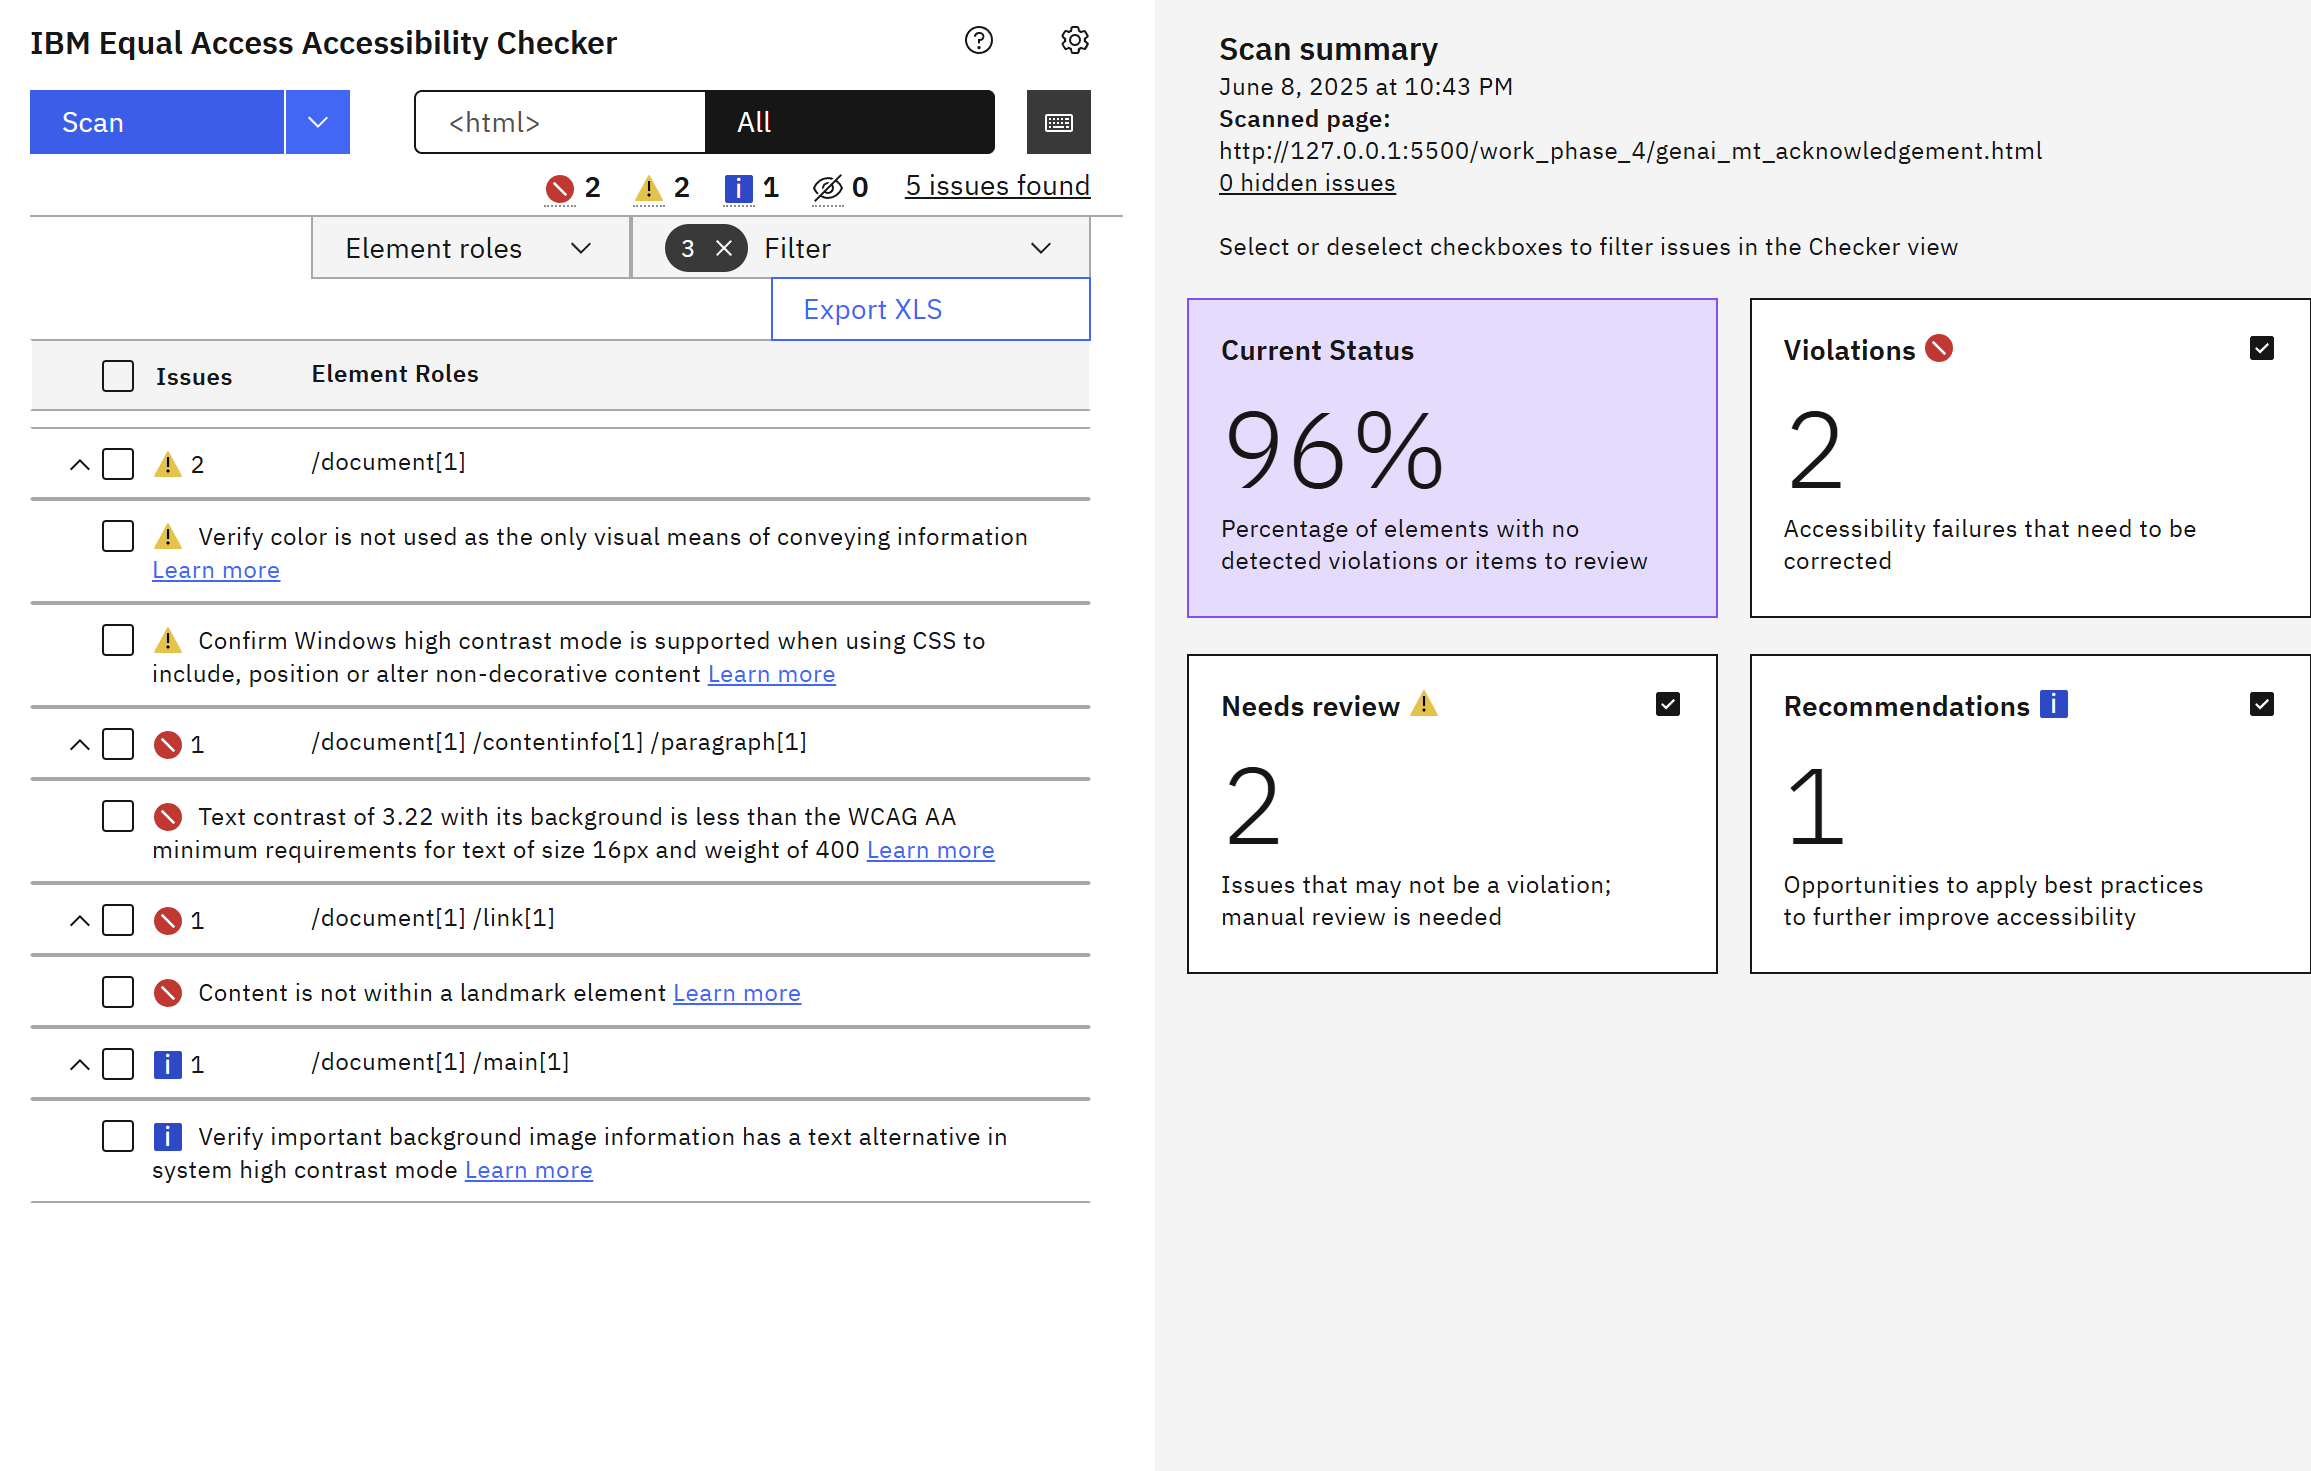 IBM Equal Access Accessibility Checker
Scan
<html>
All
2
2
1
0
5 issues found
Element roles
3
Filter
Export XLS
Issues
Element Roles
2
/document[1]
Verify color is not used as the only visual means of conveying information
Learn more
Confirm Windows high contrast mode is supported when using CSS to
include, position or alter non-decorative content Learn more
1
/document[1] /contentinfo[1] /paragraph[1]
Text contrast of 3.22 with its background is less than the WCAG AA
minimum requirements for text of size 16px and weight of 400 Learn more
1
/document[1] /link[1]
Content is not within a landmark element Learn more
1
/document[1] /main[1]
Verify important background image information has a text alternative in
system high contrast mode Learn more
Scan summary
June 8, 2025 at 10:43 PM
Scanned page:
http://127.0.0.1:5500/work_phase_4/genai_mt_acknowledgement.html
0 hidden issues
Select or deselect checkboxes to filter issues in the Checker view
Current Status
96%
Percentage of elements with no
detected violations or items to review
Violations
2
Accessibility failures that need to be
corrected
Needs review
2
Issues that may not be a violation;
manual review is needed
Recommendations
1
Opportunities to apply best practices
to further improve accessibility